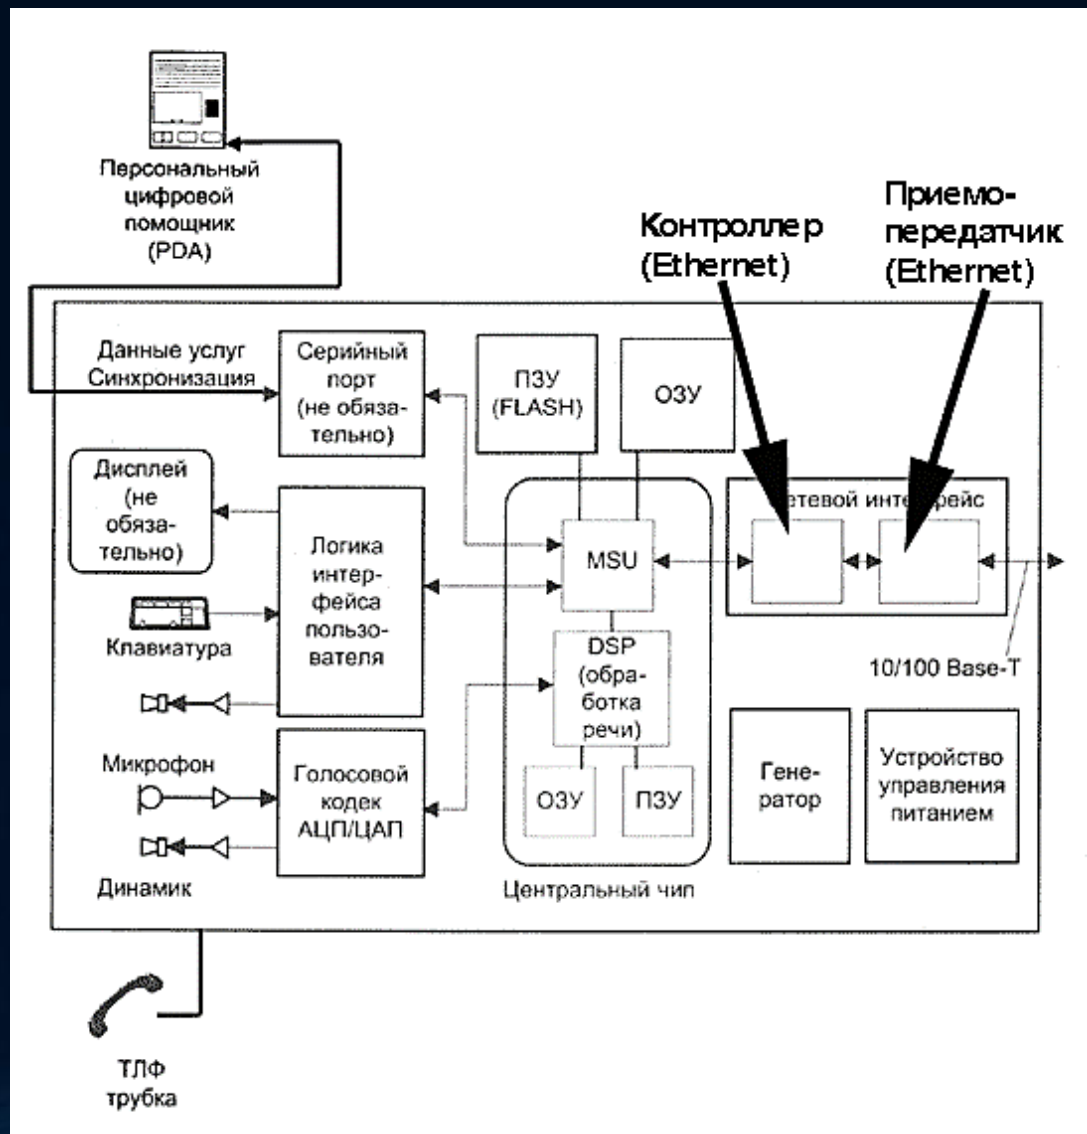 Персональный
цифровой
помощник
(PDA)
Контроллер
(Ethernet)
Приемо-
передатчик
(Ethernet)
Данные услуг
Синхронизация
Серийный
порт
(не обяза-
тельно)
ПЗУ
(FLASH)
ОЗУ
Дисплей
(не
обяза-
тельно)
Логика
интер-
фейса
пользо-
вателя
MSU
DSP
(обра-
ботка
речи)
ОЗУ
ПЗУ
Центральный чип
10/100 Base-T
Клавиатура
Микрофон
Динамик
Голосовой
кодек
АЦП/ЦАП
Гене-
ратор
Устройство
управления
питанием
ТЛФ
трубка